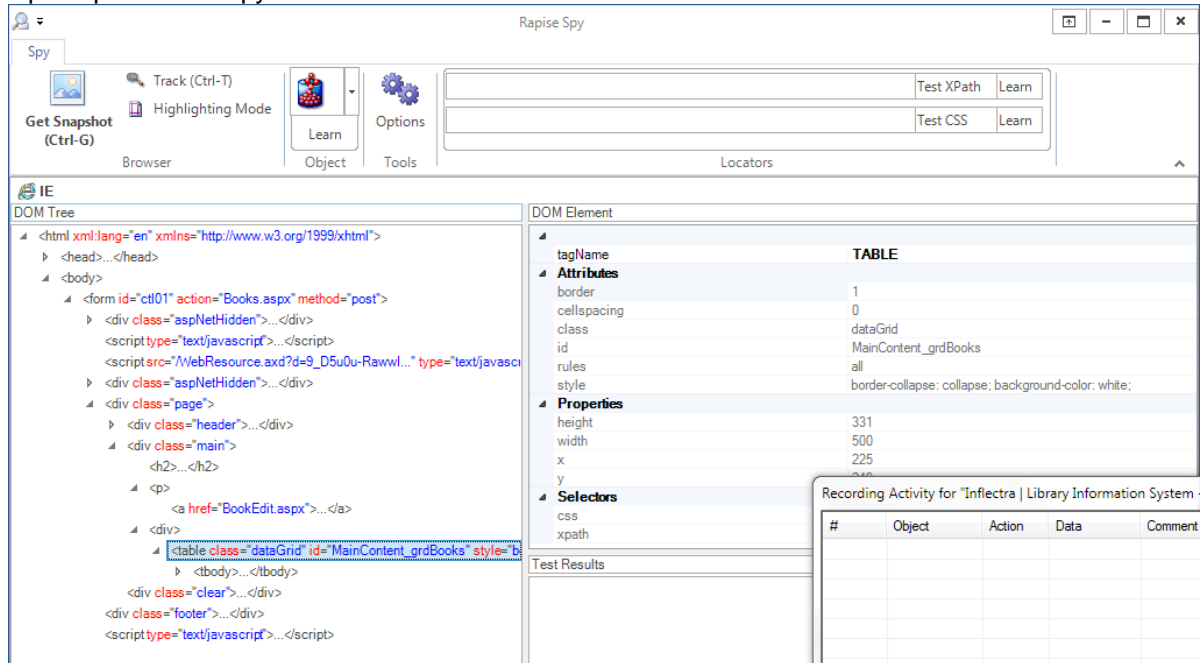 Rapise Spy
Spy
Get Snapshot
(Ctrl-G)
Track (Ctrl-T)
Highlighting Mode
Browser
Learn
Object
Options
Tools
Test XPath Learn
Test CSS Learn
Locators
IE
DOM Tree
<html xml:lang="en" xmlns="http://www.w3.org/1999/xhtml">
<head>...</head>
<body>
<form id="ctl01" action="Books.aspx" method="post">
<div class="aspNetHidden">...</div>
<script type="text/javascript">...</script>
<script src="/WebResource.axd?d=9_D5u0u-RawwI..." type="text/javascr
<div class="aspNetHidden">...</div>
<div class="page">
<div class="header">...</div>
<div class="main">
<h2>...</h2>
<p>
<a href="BookEdit.aspx">...</a>
<div>
<table class="dataGrid" id="MainContent_grdBooks" style="b
<tbody>...</tbody>
<div class="clear">...</div>
<div class="footer">...</div>
<script type="text/javascript">...</script>
DOM Element
tagName TABLE
Attributes
border 1
cellspacing 0
class dataGrid
id MainContent_grdBooks
rules all
style border-collapse: collapse; background-color: white;
Properties
height 331
width 500
x 225
y
Selectors
css
xpath
Test Results
Recording Activity for "Inflectra | Library Information System -
# Object Action Data Comment